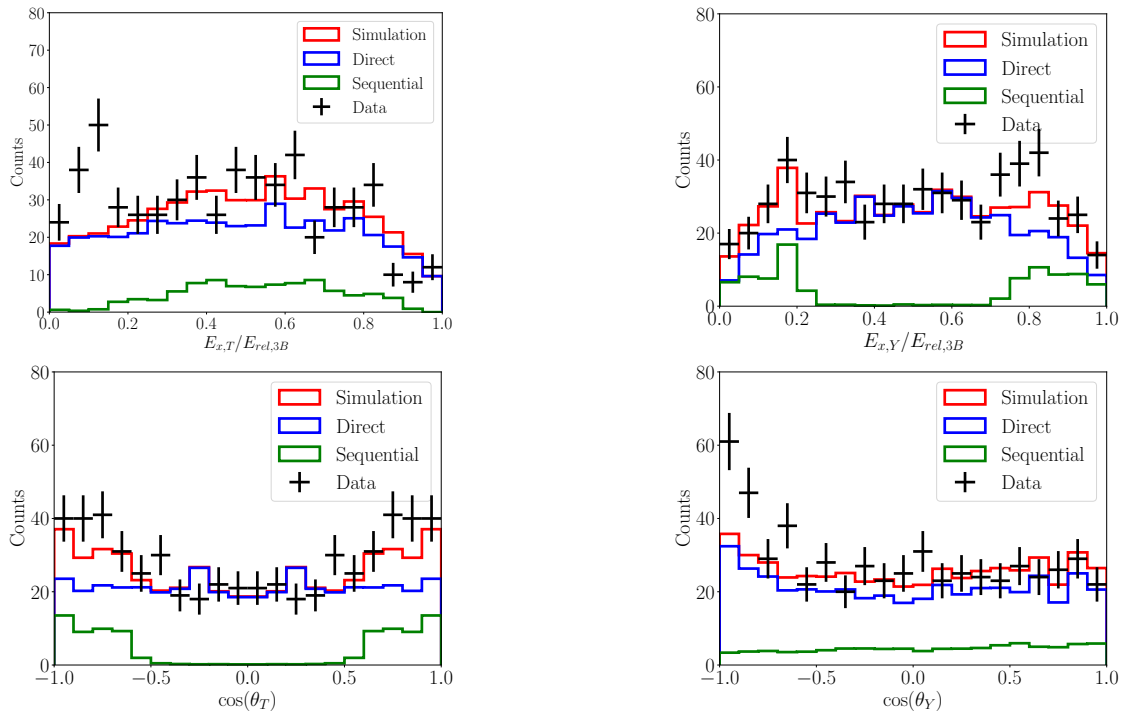 80
70
60
50
40
30
20
10
0
Counts
Simulation
Direct
Sequential
Data
0.0 0.2 0.4 0.6 0.8 1.0
E_{x,T}/E_{rel,3B}
80
60
40
20
0
Counts
Simulation
Direct
Sequential
Data
0.0 0.2 0.4 0.6 0.8 1.0
E_{x,Y}/E_{rel,3B}
80
60
40
20
0
Counts
Simulation
Direct
Sequential
Data
−1.0 −0.5 0.0 0.5 1.0
cos(θ_T)
80
60
40
20
0
Counts
Simulation
Direct
Sequential
Data
−1.0 −0.5 0.0 0.5 1.0
cos(θ_Y)